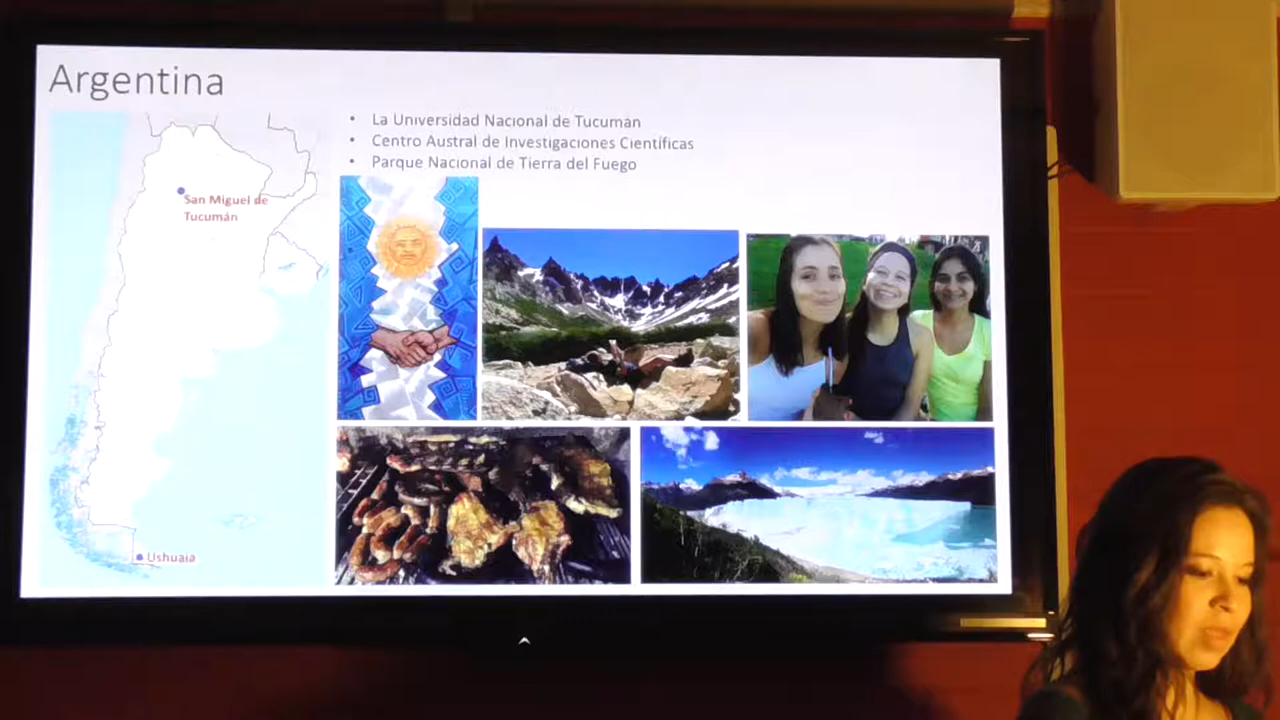 Argentina
• La Universidad Nacional de Tucumán
• Centro Austral de Investigaciones Científicas
• Parque Nacional de Tierra del Fuego
San Miguel de
Tucumán
Ushuaia